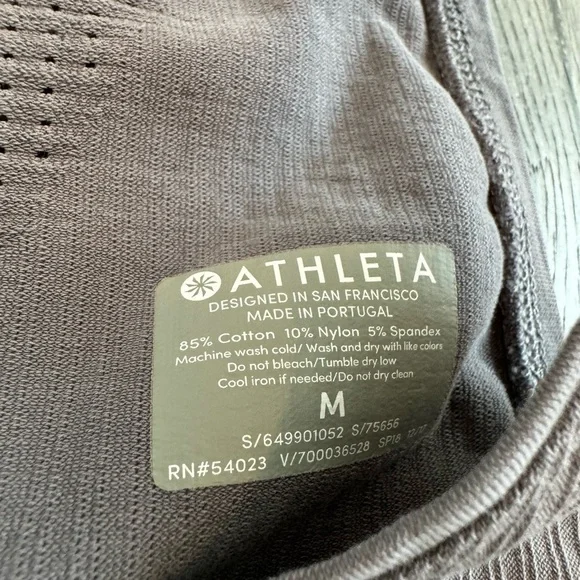 ATHLETA
DESIGNED IN SAN FRANCISCO
MADE IN PORTUGAL
85% Cotton 10% Nylon 5% Spandex
Machine wash cold/ Wash and dry with like colors
Do not bleach/Tumble dry low
Cool iron if needed/Do not dry clean
M
S/649901052 S/75656
RN#54023 V/700036528 SP18